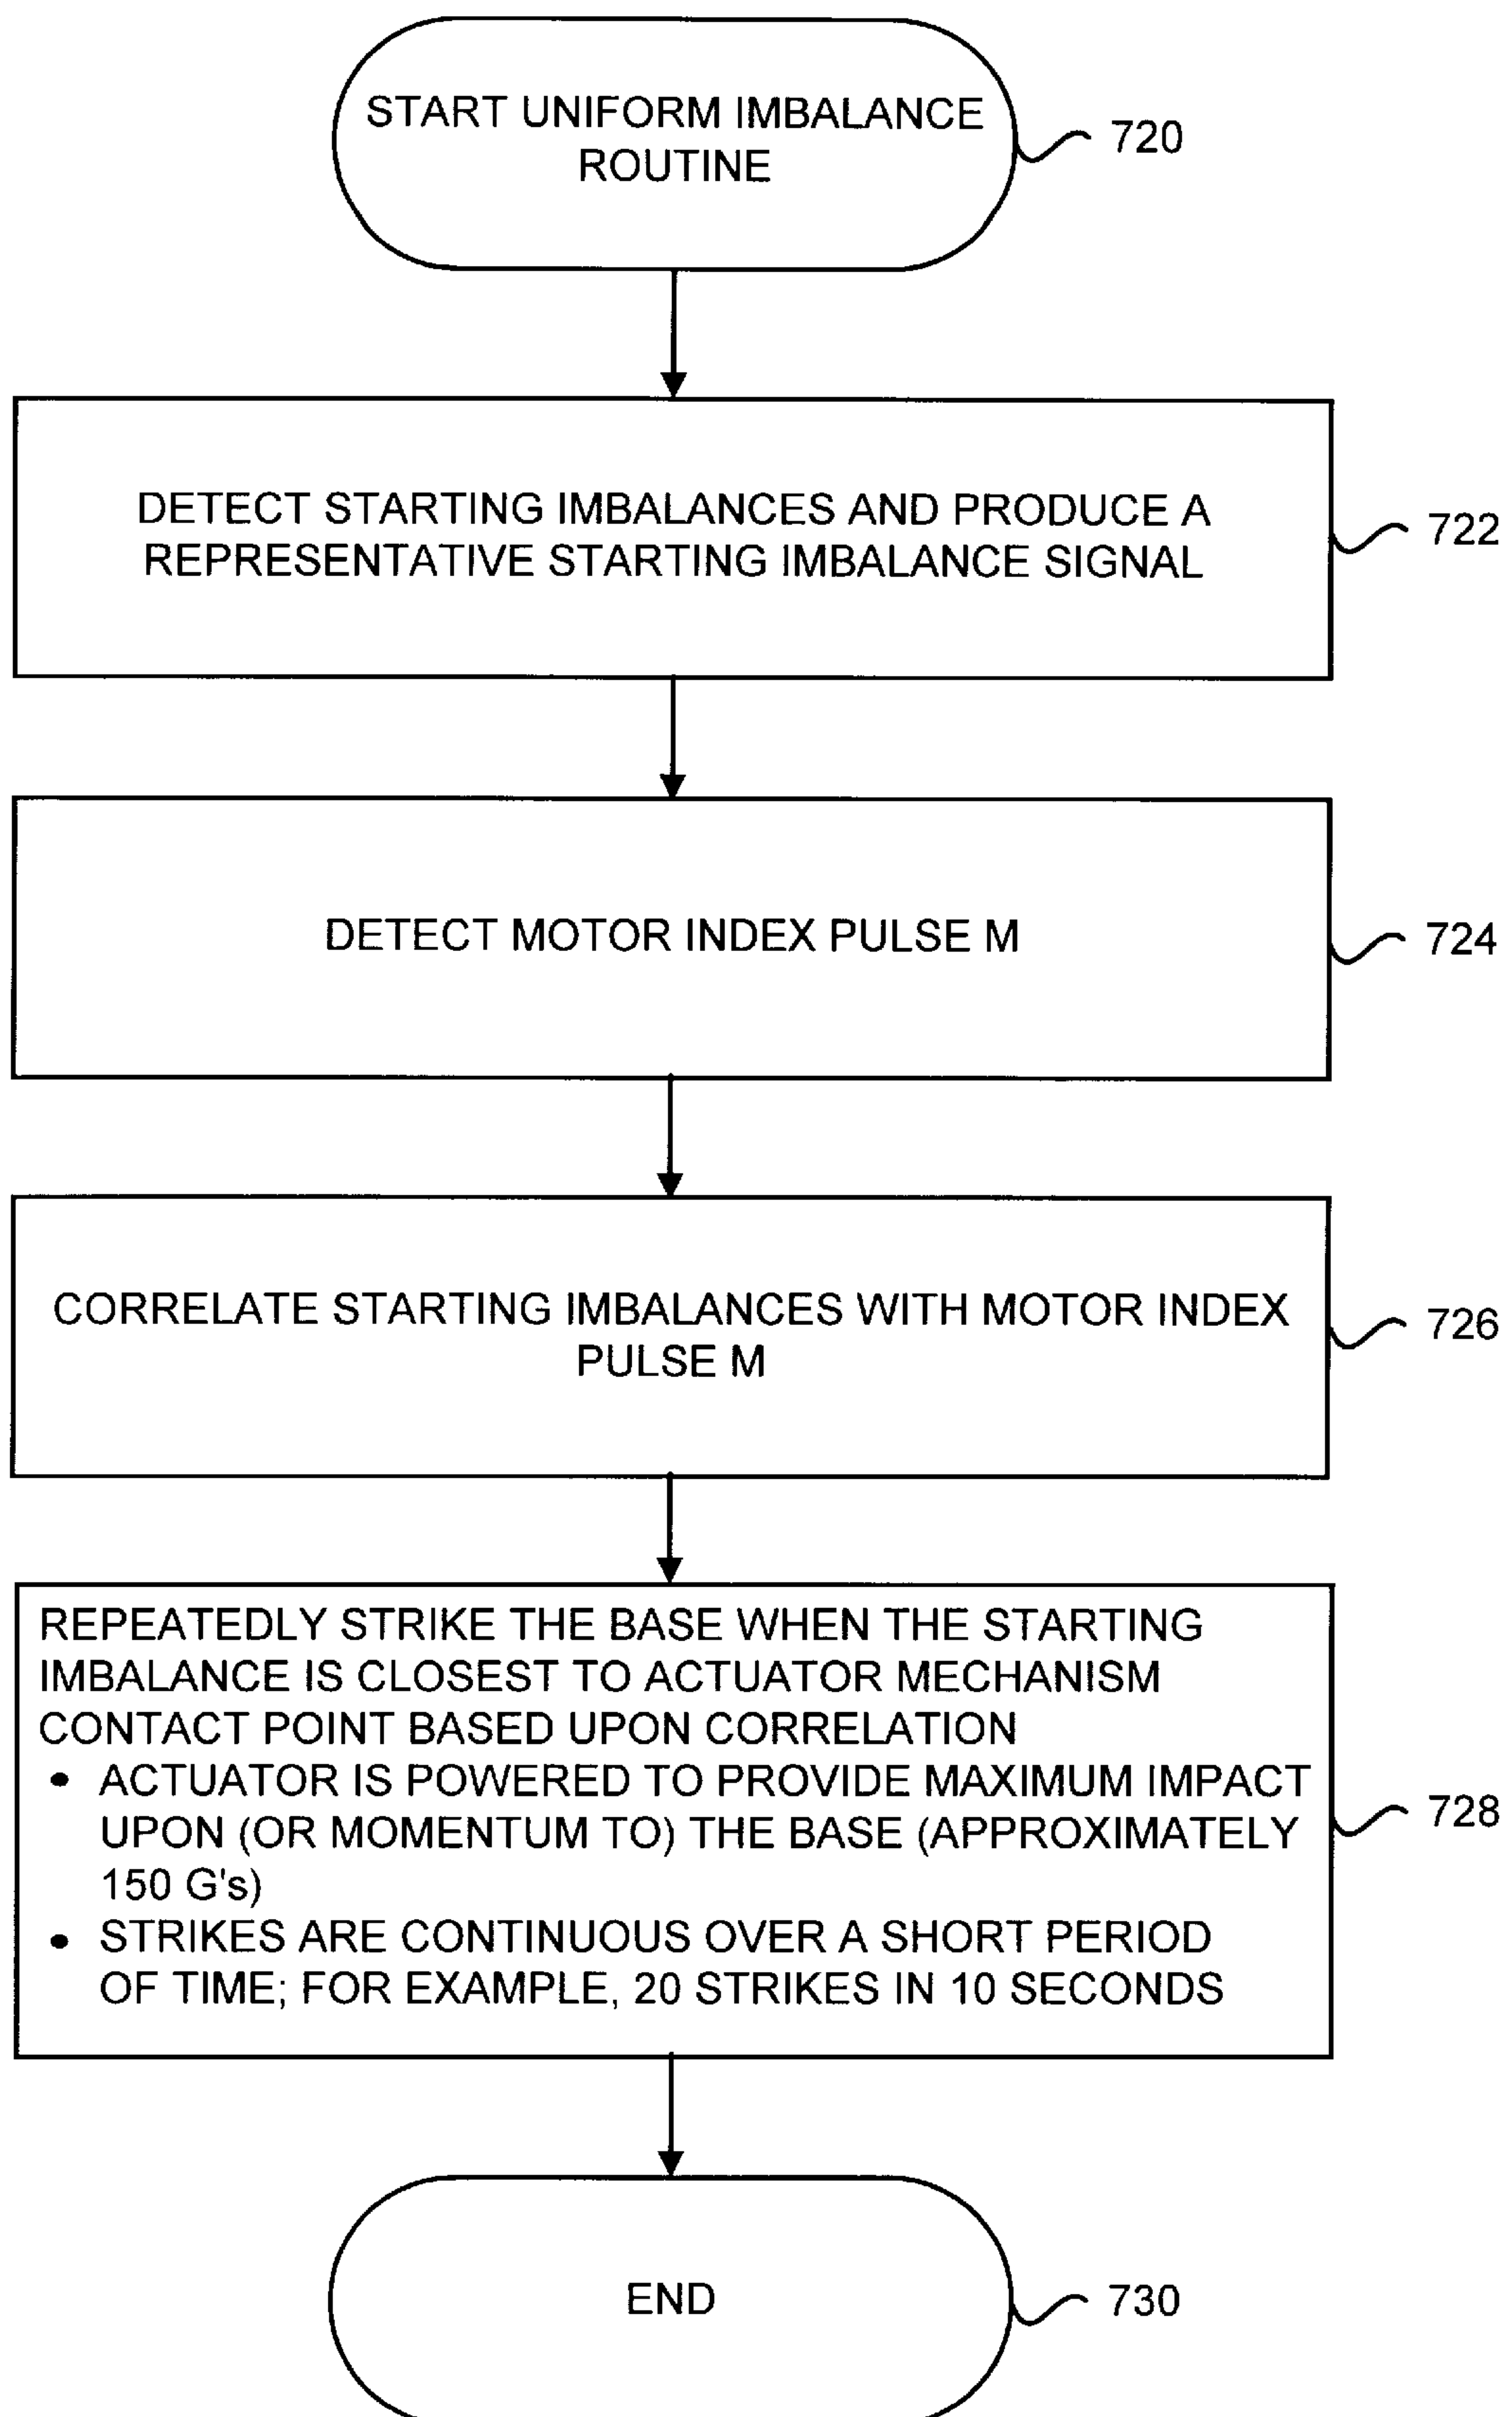 START UNIFORM IMBALANCE
ROUTINE
720
DETECT STARTING IMBALANCES AND PRODUCE A
REPRESENTATIVE STARTING IMBALANCE SIGNAL
722
DETECT MOTOR INDEX PULSE M
724
CORRELATE STARTING IMBALANCES WITH MOTOR INDEX
PULSE M
726
REPEATEDLY STRIKE THE BASE WHEN THE STARTING
IMBALANCE IS CLOSEST TO ACTUATOR MECHANISM
CONTACT POINT BASED UPON CORRELATION
• ACTUATOR IS POWERED TO PROVIDE MAXIMUM IMPACT
UPON (OR MOMENTUM TO) THE BASE (APPROXIMATELY
150 G's)
• STRIKES ARE CONTINUOUS OVER A SHORT PERIOD
OF TIME; FOR EXAMPLE, 20 STRIKES IN 10 SECONDS
728
END
730